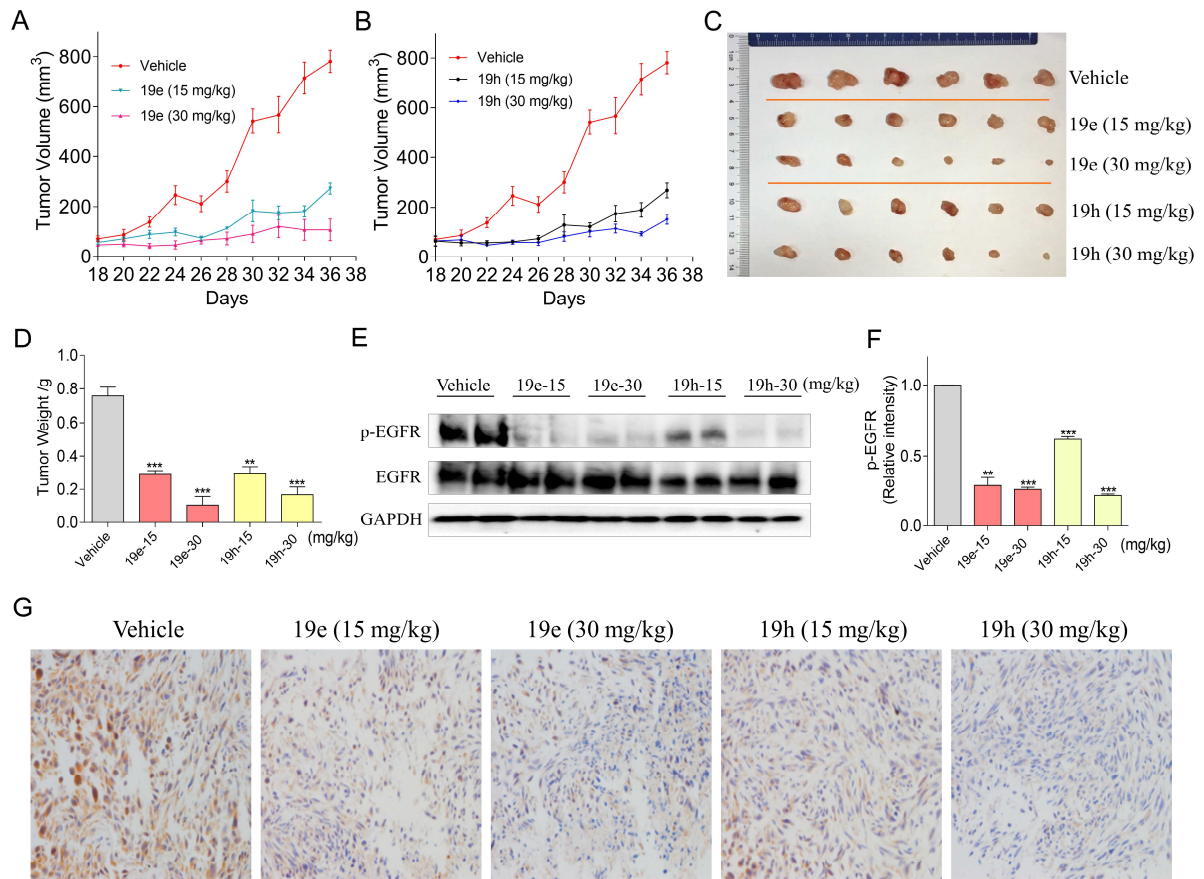 A
Tumor Volume (mm3)
800
600
400
200
0
Vehicle
19e (15 mg/kg)
19e (30 mg/kg)
18 20 22 24 26 28 30 32 34 36 38
Days
B
Tumor Volume (mm3)
800
600
400
200
0
Vehicle
19h (15 mg/kg)
19h (30 mg/kg)
18 20 22 24 26 28 30 32 34 36 38
Days
C
Vehicle
19e (15 mg/kg)
19e (30 mg/kg)
19h (15 mg/kg)
19h (30 mg/kg)
D
Tumor Weight /g
1.0
0.8
0.6
0.4
0.2
0.0
*** *** ** ***
Vehicle 19e-15 19e-30 19h-15 19h-30 (mg/kg)
E
Vehicle 19e-15 19e-30 19h-15 19h-30 (mg/kg)
p-EGFR
EGFR
GAPDH
F
p-EGFR
(Relative intensity)
1.0
0.5
0.0
** *** *** ***
Vehicle 19e-15 19e-30 19h-15 19h-30 (mg/kg)
G
Vehicle 19e (15 mg/kg) 19e (30 mg/kg) 19h (15 mg/kg) 19h (30 mg/kg)